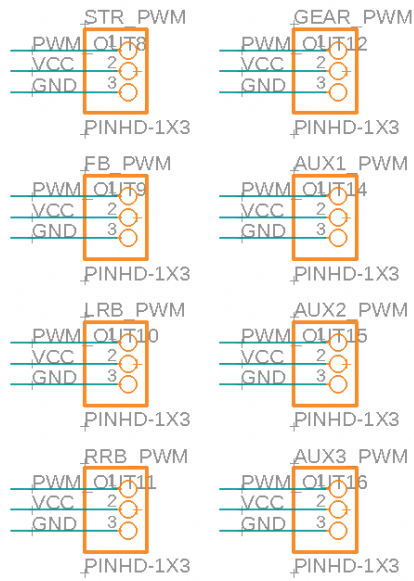 STR_PWM
PWM_OUT8 1
VCC 2
GND 3
PINHD-1X3
FB_PWM
PWM_OUT9 1
VCC 2
GND 3
PINHD-1X3
LRB_PWM
PWM_OUT10 1
VCC 2
GND 3
PINHD-1X3
RRB_PWM
PWM_OUT11 1
VCC 2
GND 3
PINHD-1X3
GEAR_PWM
PWM_OUT12 1
VCC 2
GND 3
PINHD-1X3
AUX1_PWM
PWM_OUT14 1
VCC 2
GND 3
PINHD-1X3
AUX2_PWM
PWM_OUT15 1
VCC 2
GND 3
PINHD-1X3
AUX3_PWM
PWM_OUT16 1
VCC 2
GND 3
PINHD-1X3